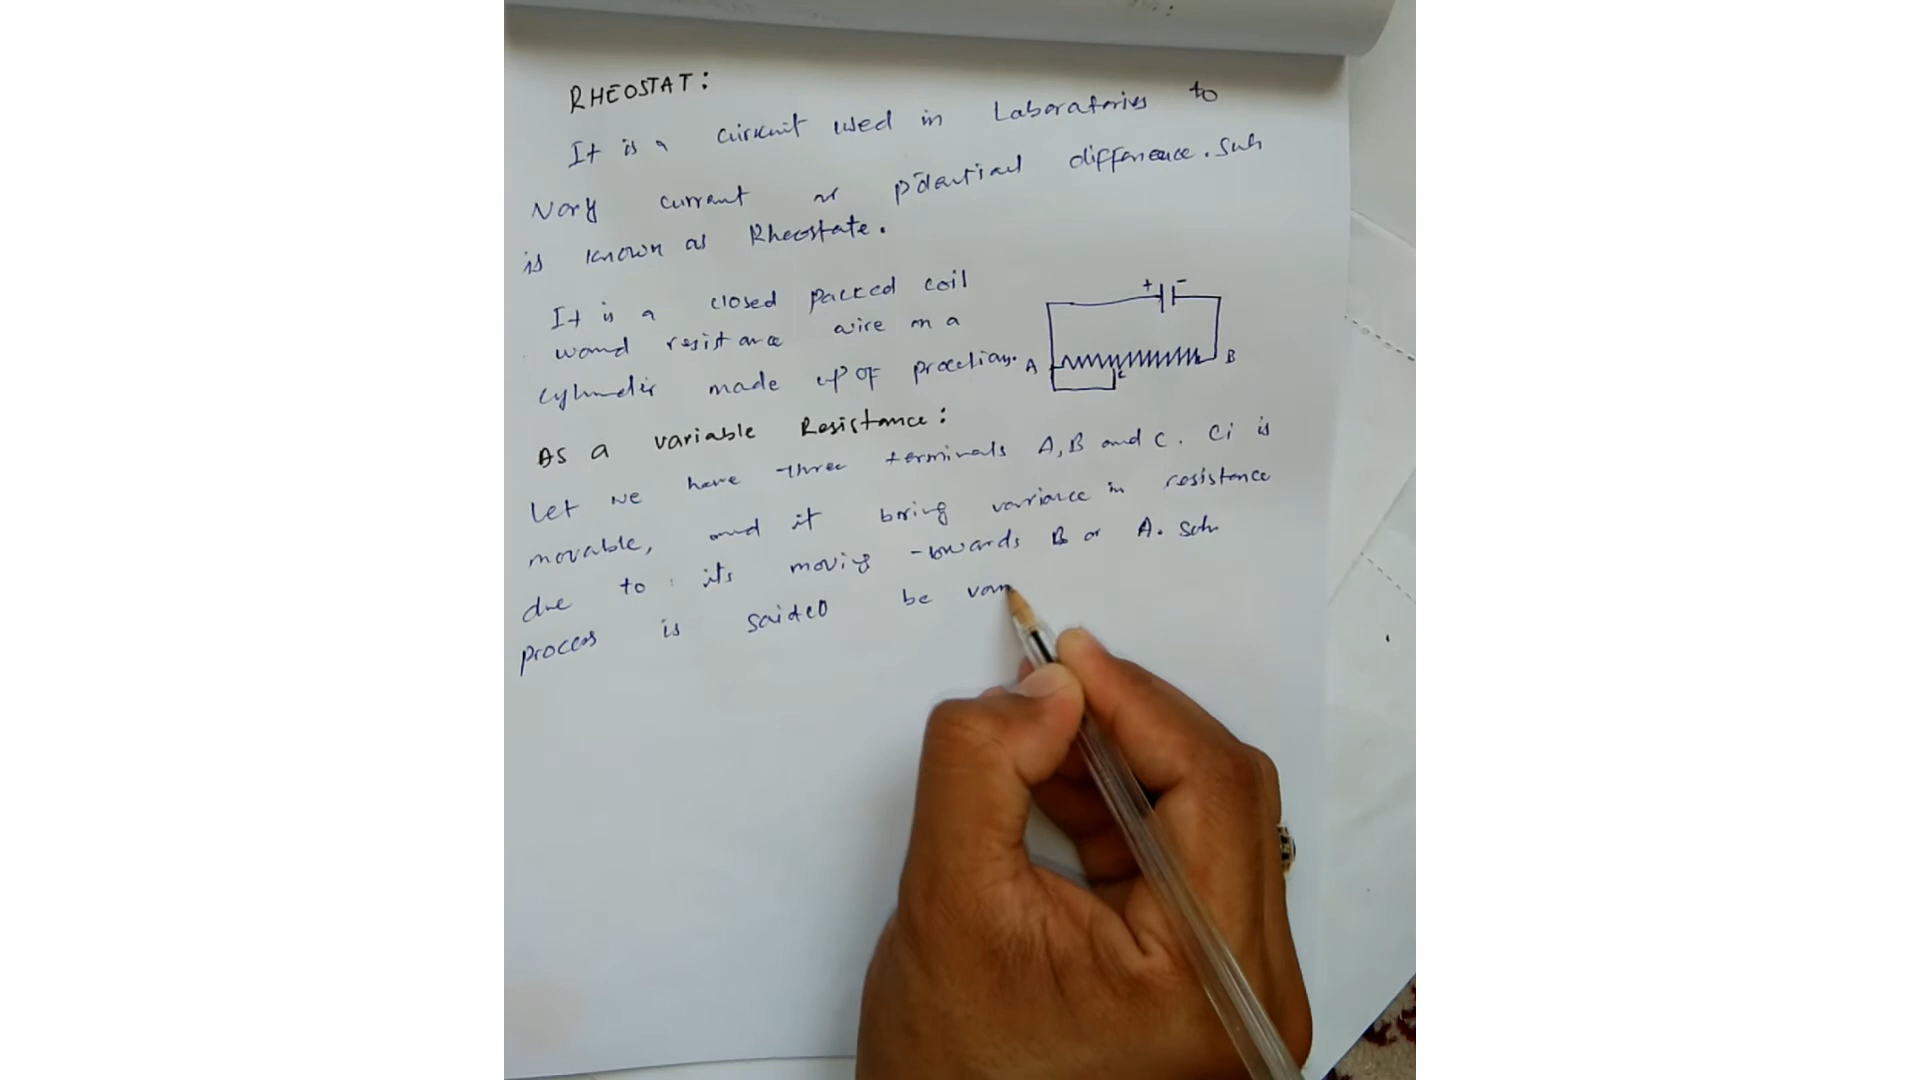 RHEOSTAT:
It is a circuit used in Laboratories to
Vary current or potential difference. Such
is known as Rheostate.
It is a closed packed coil
wound resistance wire on a
+ -
cylinder made up of
A B
C
As a variable Resistance:
Let we have three terminals A, B and C. C is
movable, and it bring variance in resistance
due to its moving towards B or A. Such
process is saided be var